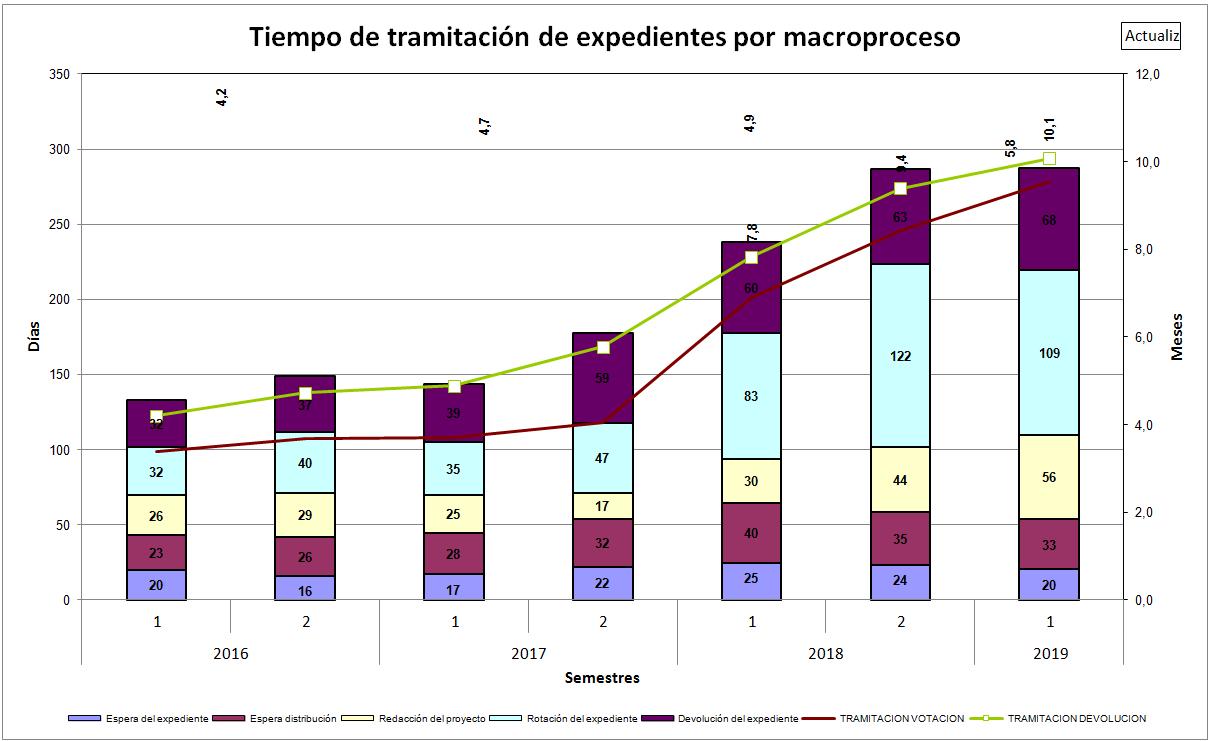 Tiempo de tramitación de expedientes por macroproceso
Actualiz
350 12,0
300 10,0
250 8,0
200 6,0
150 4,0
100 2,0
50 0,0
0
Días
Meses
4,2 4,7 4,9 5,8 7,8 9,4 10,1
32 37 39 59 60 63 68
32 40 35 47 83 122 109
26 29 25 17 30 44 56
23 26 28 32 40 35 33
20 16 17 22 25 24 20
1 2 1 2 1 2 1
2016 2017 2018 2019
Semestres
Espera del expediente Espera distribución Redacción del proyecto Rotación del expediente Devolución del expediente TRAMITACION VOTACION TRAMITACION DEVOLUCION